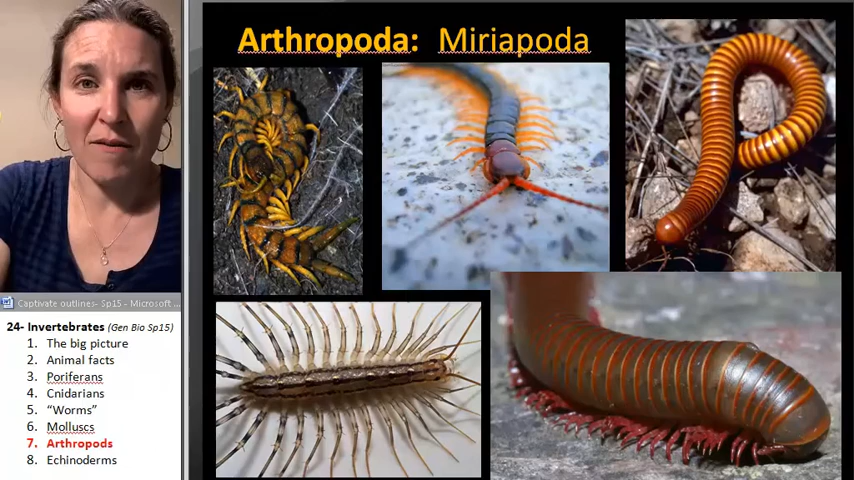 Arthropoda: Miriapoda
Captivate outlines- Sp15 - Microsoft ...
24- Invertebrates (Gen Bio Sp15)
1. The big picture
2. Animal facts
3. Poriferans
4. Cnidarians
5. “Worms”
6. Molluscs
7. Arthropods
8. Echinoderms